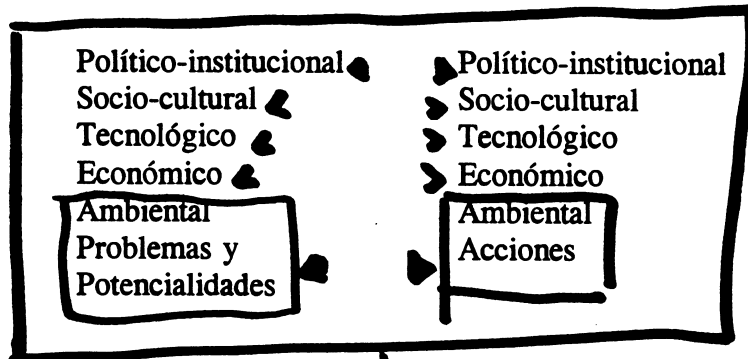 Político-institucional
Socio-cultural
Tecnológico
Económico
Ambiental
Problemas y
Potencialidades
Político-institucional
Socio-cultural
Tecnológico
Económico
Ambiental
Acciones